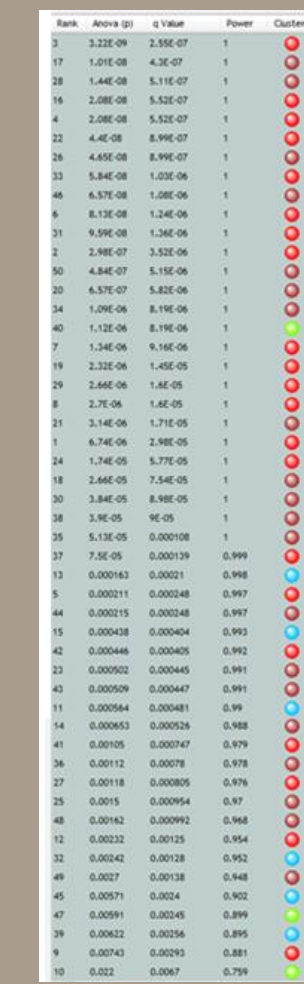 Rank Anova (p) q Value Power Cluster
3 3.22E-09 2.55E-07 1
17 1.01E-08 4.3E-07 1
28 1.44E-08 5.11E-07 1
16 2.08E-08 5.52E-07 1
4 2.08E-08 5.52E-07 1
22 4.4E-08 8.99E-07 1
26 4.65E-08 8.99E-07 1
33 5.84E-08 1.03E-06 1
46 6.57E-08 1.08E-06 1
6 8.13E-08 1.24E-06 1
31 9.59E-08 1.36E-06 1
2 2.98E-07 3.52E-06 1
50 4.84E-07 5.15E-06 1
20 6.57E-07 5.82E-06 1
34 1.09E-06 8.19E-06 1
40 1.12E-06 8.19E-06 1
7 1.34E-06 9.16E-06 1
19 2.32E-06 1.45E-05 1
29 2.66E-06 1.6E-05 1
8 2.7E-06 1.6E-05 1
21 3.14E-06 1.71E-05 1
1 6.74E-06 2.98E-05 1
24 1.74E-05 5.77E-05 1
18 2.66E-05 7.54E-05 1
30 3.84E-05 8.98E-05 1
38 3.9E-05 9E-05 1
35 5.13E-05 0.000108 1
37 7.5E-05 0.000139 0.999
13 0.000163 0.00021 0.998
5 0.000211 0.000248 0.997
44 0.000215 0.000248 0.997
15 0.000438 0.000404 0.993
42 0.000446 0.000405 0.992
23 0.000502 0.000445 0.991
43 0.000509 0.000447 0.991
11 0.000564 0.000481 0.99
14 0.000653 0.000526 0.988
41 0.00105 0.000747 0.979
36 0.00112 0.00078 0.978
27 0.00118 0.000805 0.976
25 0.0015 0.000954 0.97
48 0.00162 0.000992 0.968
12 0.00232 0.00125 0.954
32 0.00242 0.00128 0.952
49 0.0027 0.00138 0.948
45 0.00571 0.0024 0.902
47 0.00591 0.00245 0.899
39 0.00622 0.00256 0.895
9 0.00743 0.00293 0.881
10 0.022 0.0067 0.759